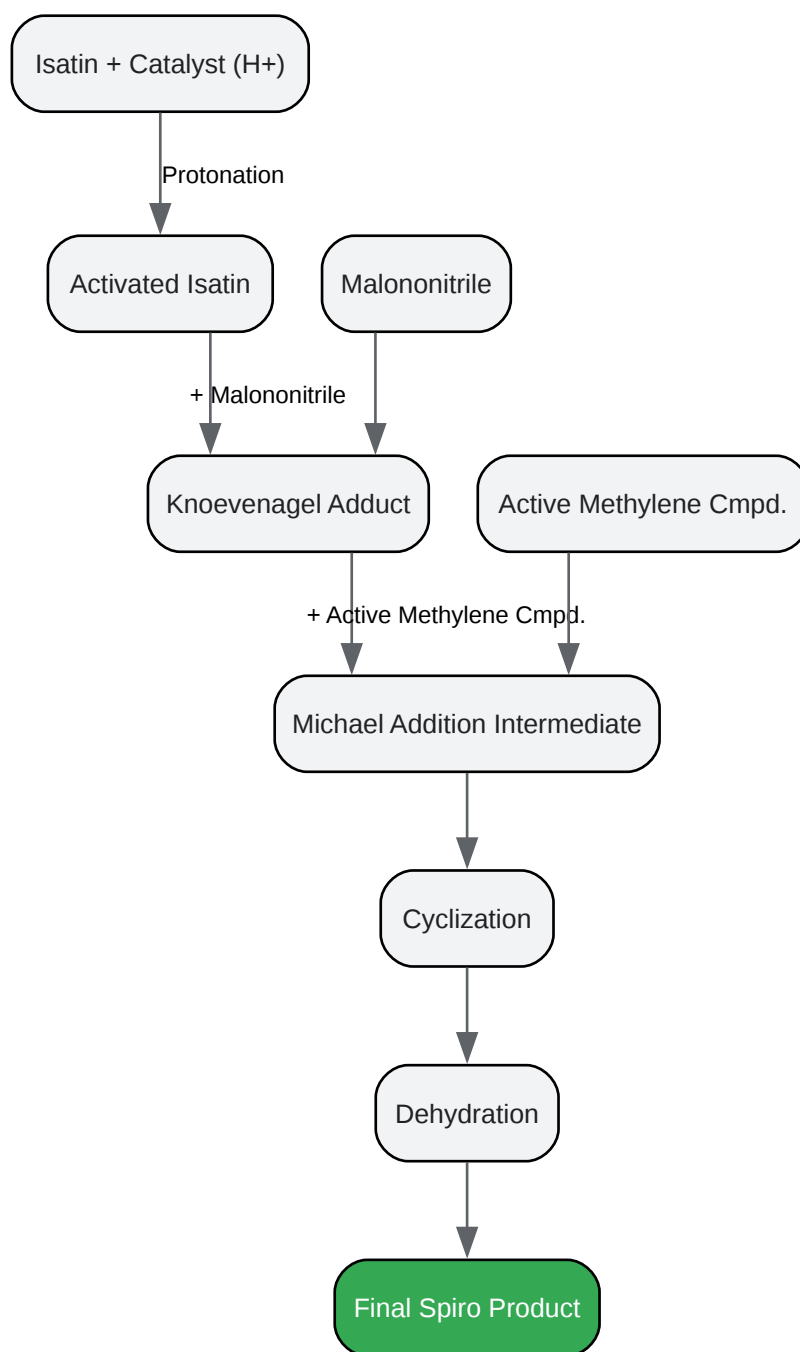 Isatin + Catalyst (H+)
Protonation
Activated Isatin
Malononitrile
+ Malononitrile
Knoevenagel Adduct
Active Methylene Cmpd.
+ Active Methylene Cmpd.
Michael Addition Intermediate
Cyclization
Dehydration
Final Spiro Product